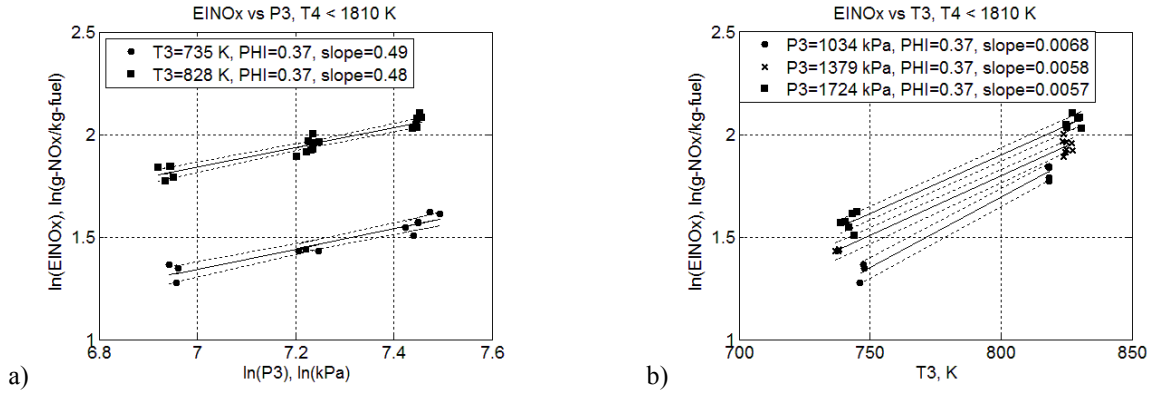 EINOx vs P3, T4 < 1810 K
2.5
T3=735 K, PHI=0.37, slope=0.49
T3=828 K, PHI=0.37, slope=0.48
2
1.5
1
ln(EINOx), ln(g-NOx/kg-fuel)
6.8 7 7.2 7.4 7.6
ln(P3), ln(kPa)
a)
EINOx vs T3, T4 < 1810 K
2.5
P3=1034 kPa, PHI=0.37, slope=0.0068
P3=1379 kPa, PHI=0.37, slope=0.0058
P3=1724 kPa, PHI=0.37, slope=0.0057
2
1.5
1
ln(EINOx), ln(g-NOx/kg-fuel)
700 750 800 850
T3, K
b)